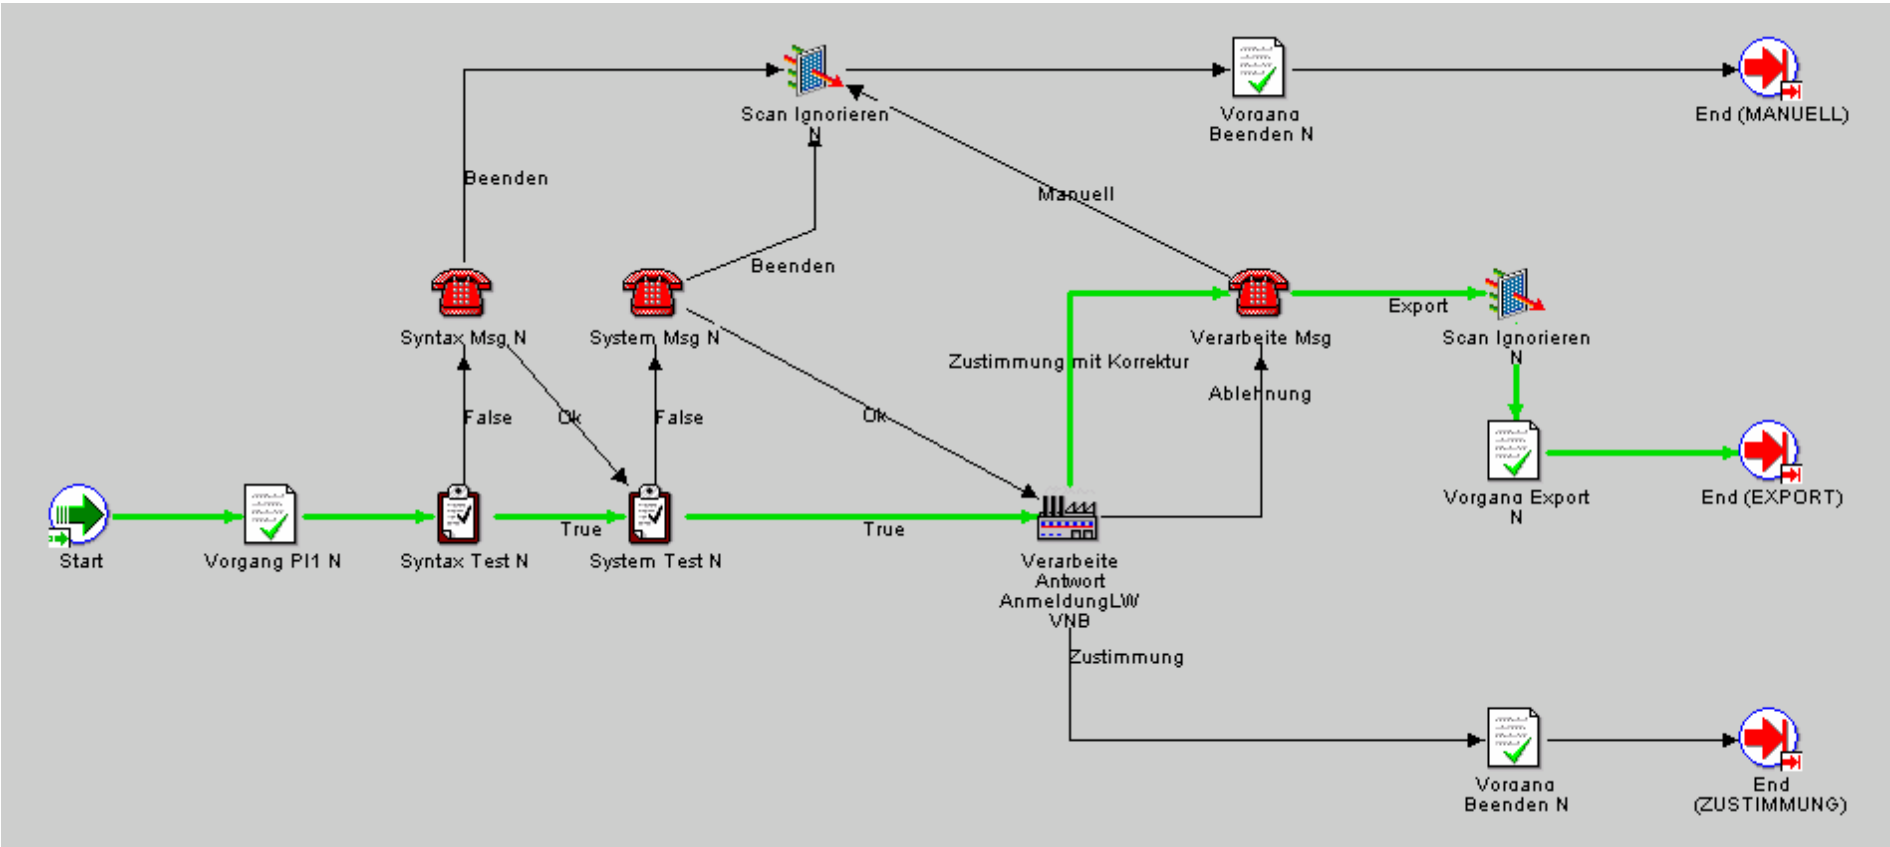 Scan Ignorieren
N
Vorgang
Beenden N
End (MANUELL)
Beenden
Manuell
Beenden
Syntax Msg N
System Msg N
Verarbeite Msg
Export
Scan Ignorieren
N
Zustimmung mit Korrektur
Ablehnung
False
Ok
False
Ok
Vorgang Export
N
End (EXPORT)
Start
Vorgang PI1 N
Syntax Test N
True
System Test N
True
Verarbeite
Antwort
AnmeldungLW
VNB
Zustimmung
Vorgang
Beenden N
End
(ZUSTIMMUNG)